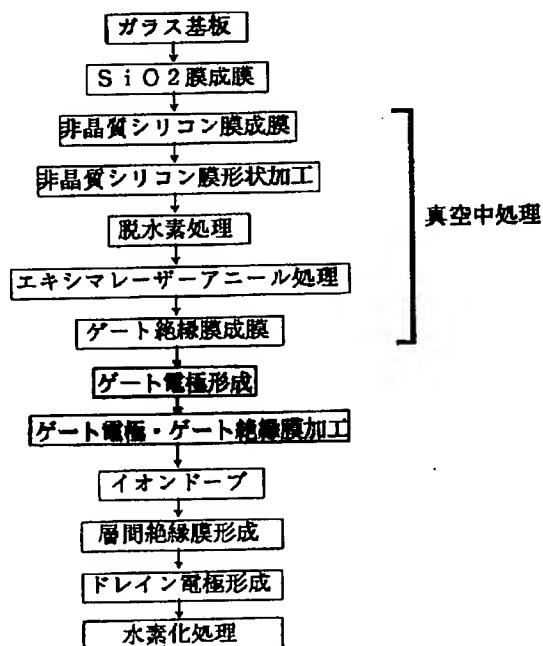 ガラス基板
SiO2膜成膜
非晶質シリコン膜成膜
非晶質シリコン膜形状加工
脱水素処理
エキシマレーザーアニール処理
ゲート絶縁膜成膜
真空中処理
ゲート電極形成
ゲート電極・ゲート絶縁膜加工
イオンドープ
層間絶縁膜形成
ドレイン電極形成
水素化処理